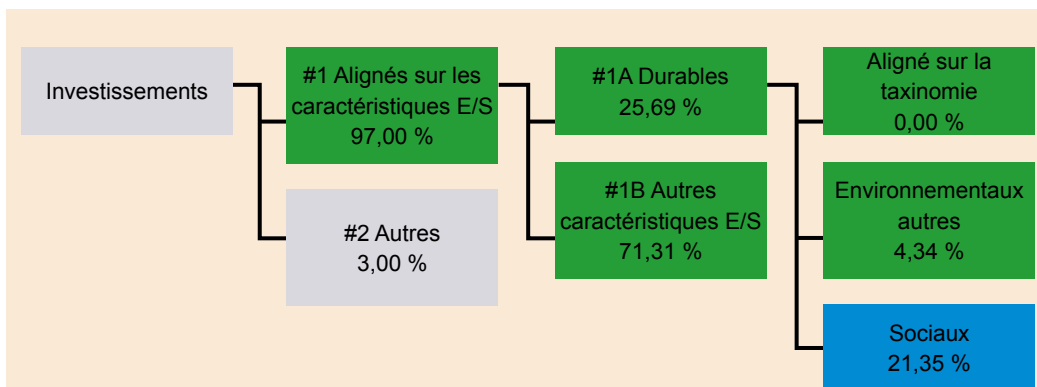 Investissements
#1 Alignés sur les
caractéristiques E/S
97,00 %
#2 Autres
3,00 %
#1A Durables
25,69 %
#1B Autres
caractéristiques E/S
71,31 %
Aligné sur la
taxinomie
0,00 %
Environnementaux
autres
4,34 %
Sociaux
21,35 %